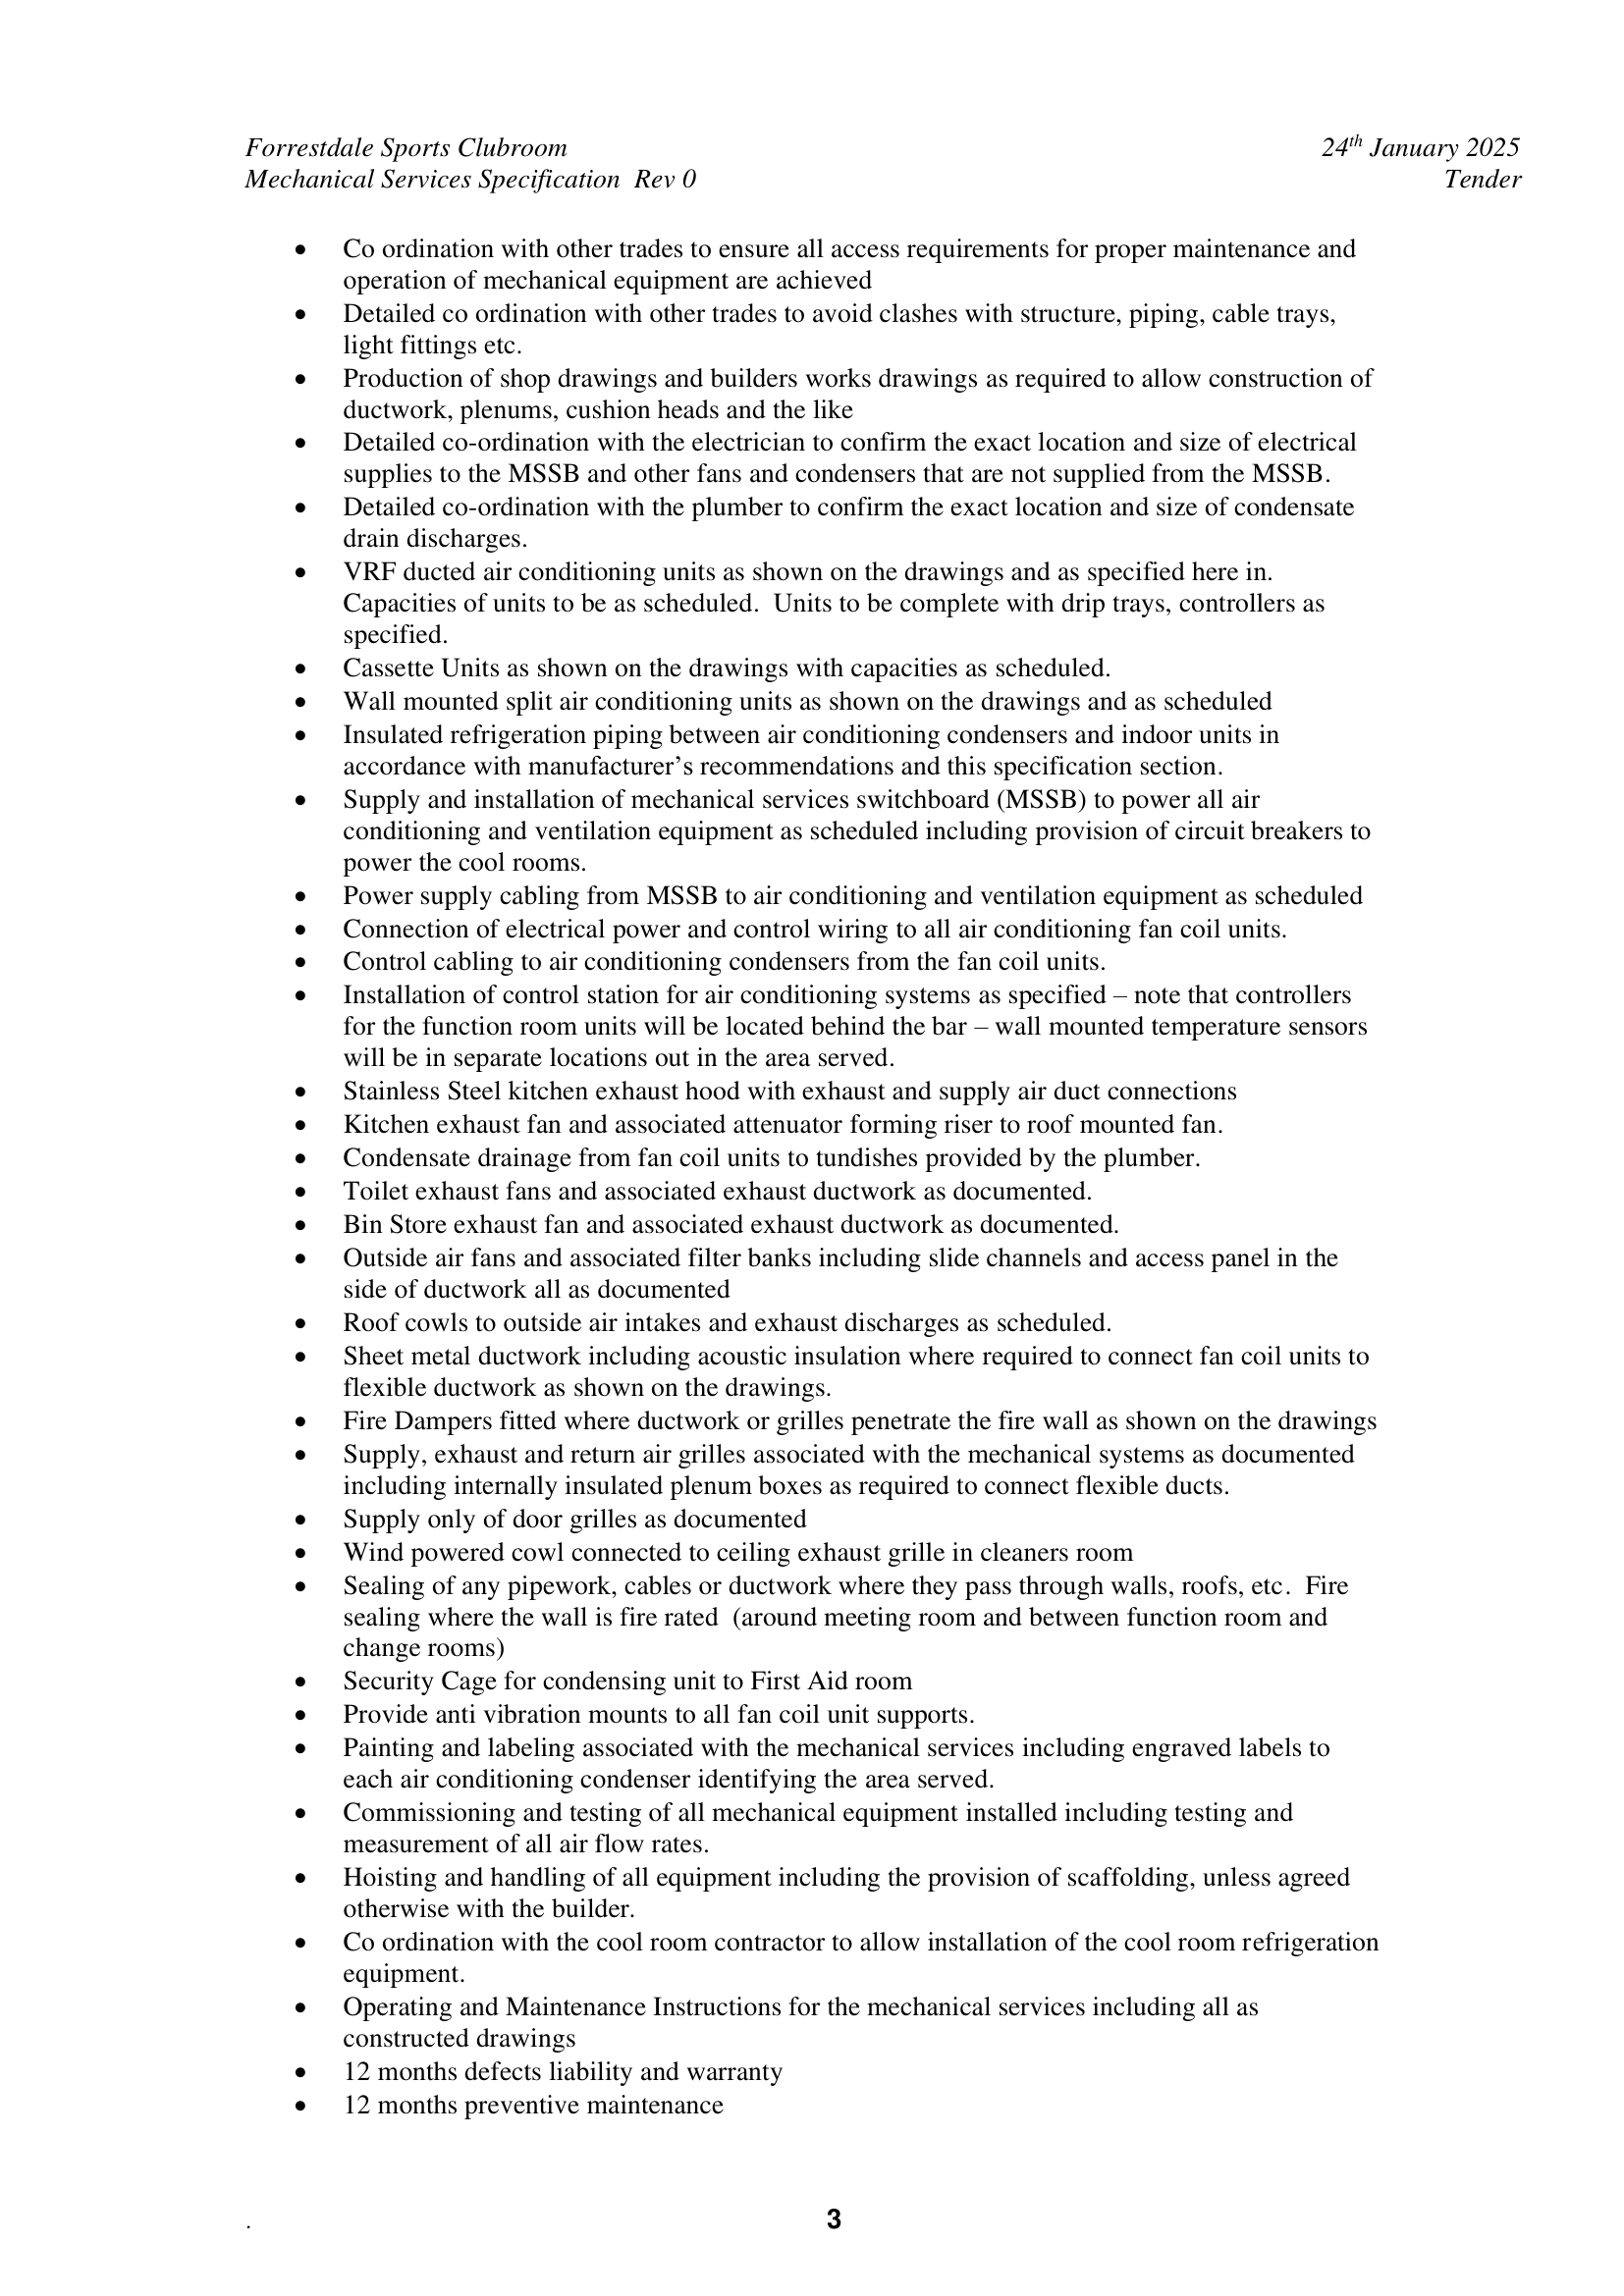 Forrestdale Sports Clubroom 24th January 2025
Mechanical Services Specification Rev 0 Tender
• Co ordination with other trades to ensure all access requirements for proper maintenance and
operation of mechanical equipment are achieved
• Detailed co ordination with other trades to avoid clashes with structure, piping, cable trays,
light fittings etc.
• Production of shop drawings and builders works drawings as required to allow construction of
ductwork, plenums, cushion heads and the like
• Detailed co-ordination with the electrician to confirm the exact location and size of electrical
supplies to the MSSB and other fans and condensers that are not supplied from the MSSB.
• Detailed co-ordination with the plumber to confirm the exact location and size of condensate
drain discharges.
• VRF ducted air conditioning units as shown on the drawings and as specified here in.
Capacities of units to be as scheduled. Units to be complete with drip trays, controllers as
specified.
• Cassette Units as shown on the drawings with capacities as scheduled.
• Wall mounted split air conditioning units as shown on the drawings and as scheduled
• Insulated refrigeration piping between air conditioning condensers and indoor units in
accordance with manufacturer’s recommendations and this specification section.
• Supply and installation of mechanical services switchboard (MSSB) to power all air
conditioning and ventilation equipment as scheduled including provision of circuit breakers to
power the cool rooms.
• Power supply cabling from MSSB to air conditioning and ventilation equipment as scheduled
• Connection of electrical power and control wiring to all air conditioning fan coil units.
• Control cabling to air conditioning condensers from the fan coil units.
• Installation of control station for air conditioning systems as specified – note that controllers
for the function room units will be located behind the bar – wall mounted temperature sensors
will be in separate locations out in the area served.
• Stainless Steel kitchen exhaust hood with exhaust and supply air duct connections
• Kitchen exhaust fan and associated attenuator forming riser to roof mounted fan.
• Condensate drainage from fan coil units to tundishes provided by the plumber.
• Toilet exhaust fans and associated exhaust ductwork as documented.
• Bin Store exhaust fan and associated exhaust ductwork as documented.
• Outside air fans and associated filter banks including slide channels and access panel in the
side of ductwork all as documented
• Roof cowls to outside air intakes and exhaust discharges as scheduled.
• Sheet metal ductwork including acoustic insulation where required to connect fan coil units to
flexible ductwork as shown on the drawings.
• Fire Dampers fitted where ductwork or grilles penetrate the fire wall as shown on the drawings
• Supply, exhaust and return air grilles associated with the mechanical systems as documented
including internally insulated plenum boxes as required to connect flexible ducts.
• Supply only of door grilles as documented
• Wind powered cowl connected to ceiling exhaust grille in cleaners room
• Sealing of any pipework, cables or ductwork where they pass through walls, roofs, etc. Fire
sealing where the wall is fire rated (around meeting room and between function room and
change rooms)
• Security Cage for condensing unit to First Aid room
• Provide anti vibration mounts to all fan coil unit supports.
• Painting and labeling associated with the mechanical services including engraved labels to
each air conditioning condenser identifying the area served.
• Commissioning and testing of all mechanical equipment installed including testing and
measurement of all air flow rates.
• Hoisting and handling of all equipment including the provision of scaffolding, unless agreed
otherwise with the builder.
• Co ordination with the cool room contractor to allow installation of the cool room refrigeration
equipment.
• Operating and Maintenance Instructions for the mechanical services including all as
constructed drawings
• 12 months defects liability and warranty
• 12 months preventive maintenance
. 3